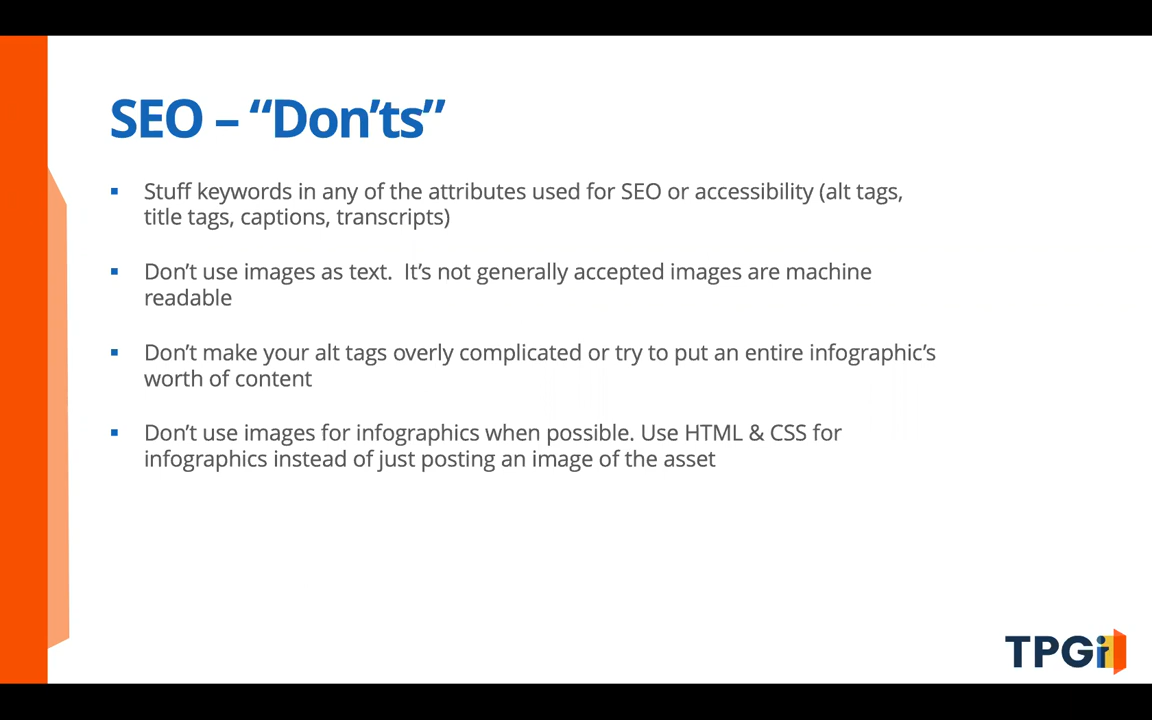 SEO – “Don’ts”
▪ Stuff keywords in any of the attributes used for SEO or accessibility (alt tags,
title tags, captions, transcripts)
▪ Don’t use images as text.  It’s not generally accepted images are machine
readable
▪ Don’t make your alt tags overly complicated or try to put an entire infographic’s
worth of content
▪ Don’t use images for infographics when possible. Use HTML & CSS for
infographics instead of just posting an image of the asset
TPGi